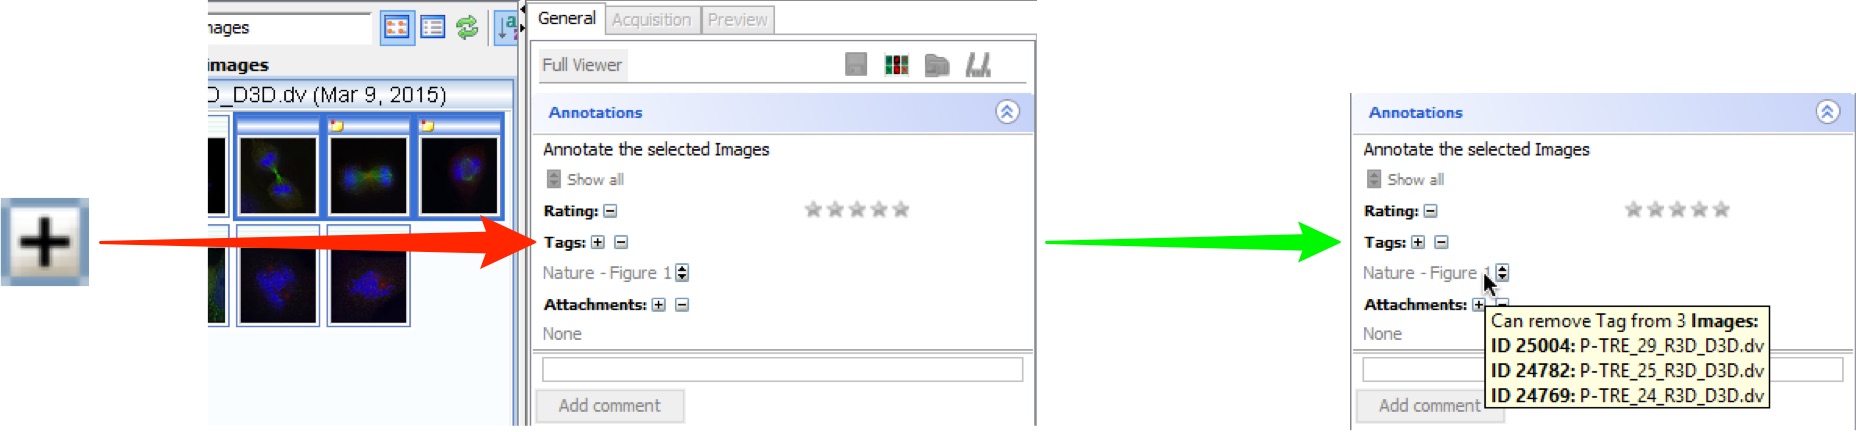 mages
images
D_D3D.dv (Mar 9, 2015)
General Acquisition Preview
Full Viewer
Annotations
Annotate the selected Images
Show all
Rating:
Tags:
Nature - Figure 1
Attachments:
None
Add comment
Annotations
Annotate the selected Images
Show all
Rating:
Tags:
Nature - Figure 1
Attachments:
None
Can remove Tag from 3 Images:
ID 25004: P-TRE_29_R3D_D3D.dv
ID 24782: P-TRE_25_R3D_D3D.dv
ID 24769: P-TRE_24_R3D_D3D.dv
Add comment